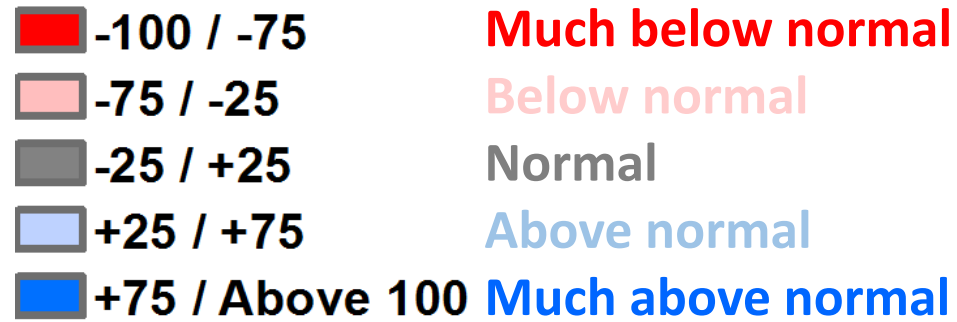 -100 / -75 Much below normal
-75 / -25 Below normal
-25 / +25 Normal
+25 / +75 Above normal
+75 / Above 100 Much above normal